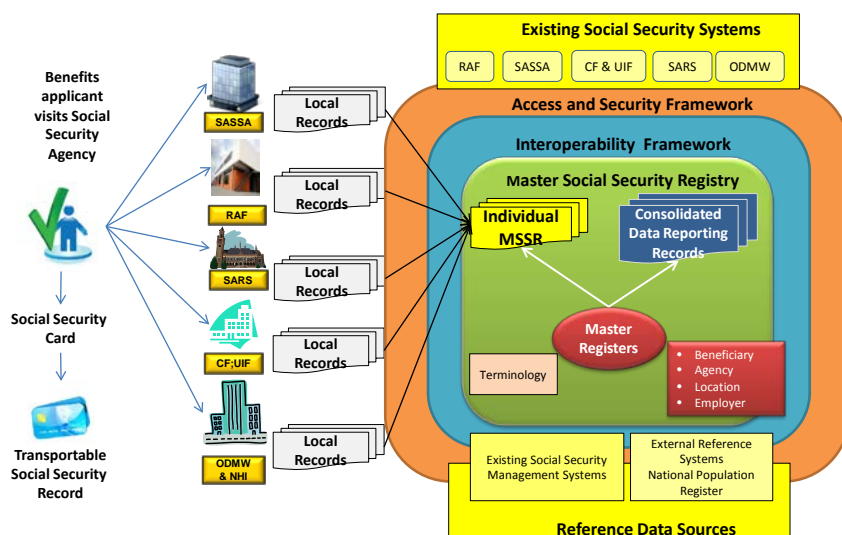 Benefits
applicant
visits Social
Security
Agency
Social Security
Card
Transportable
Social Security
Record
SASSA
Local
Records
RAF
Local
Records
SARS
Local
Records
CF;UIF
Local
Records
ODMW
& NHI
Local
Records
Existing Social Security Systems
RAF
SASSA
CF & UIF
SARS
ODMW
Access and Security Framework
Interoperability Framework
Master Social Security Registry
Individual
MSSR
Consolidated
Data Reporting
Records
Master
Registers
Terminology
• Beneficiary
• Agency
• Location
• Employer
Existing Social Security
Management Systems
External Reference
Systems
National Population
Register
Reference Data Sources